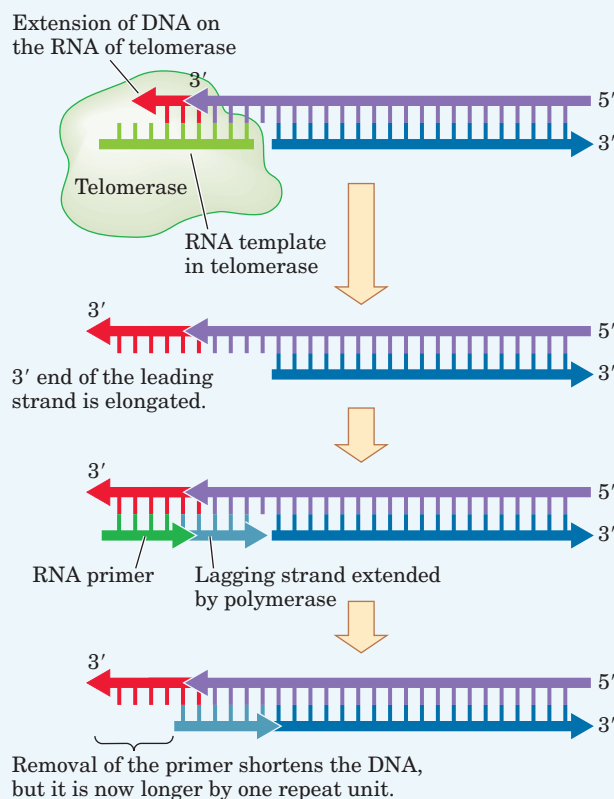 Extension of DNA on
the RNA of telomerase
3′
5′
3′
Telomerase
RNA template
in telomerase
3′
5′
3′
3′ end of the leading
strand is elongated.
3′
5′
3′
RNA primer
Lagging strand extended
by polymerase
3′
5′
3′
Removal of the primer shortens the DNA,
but it is now longer by one repeat unit.